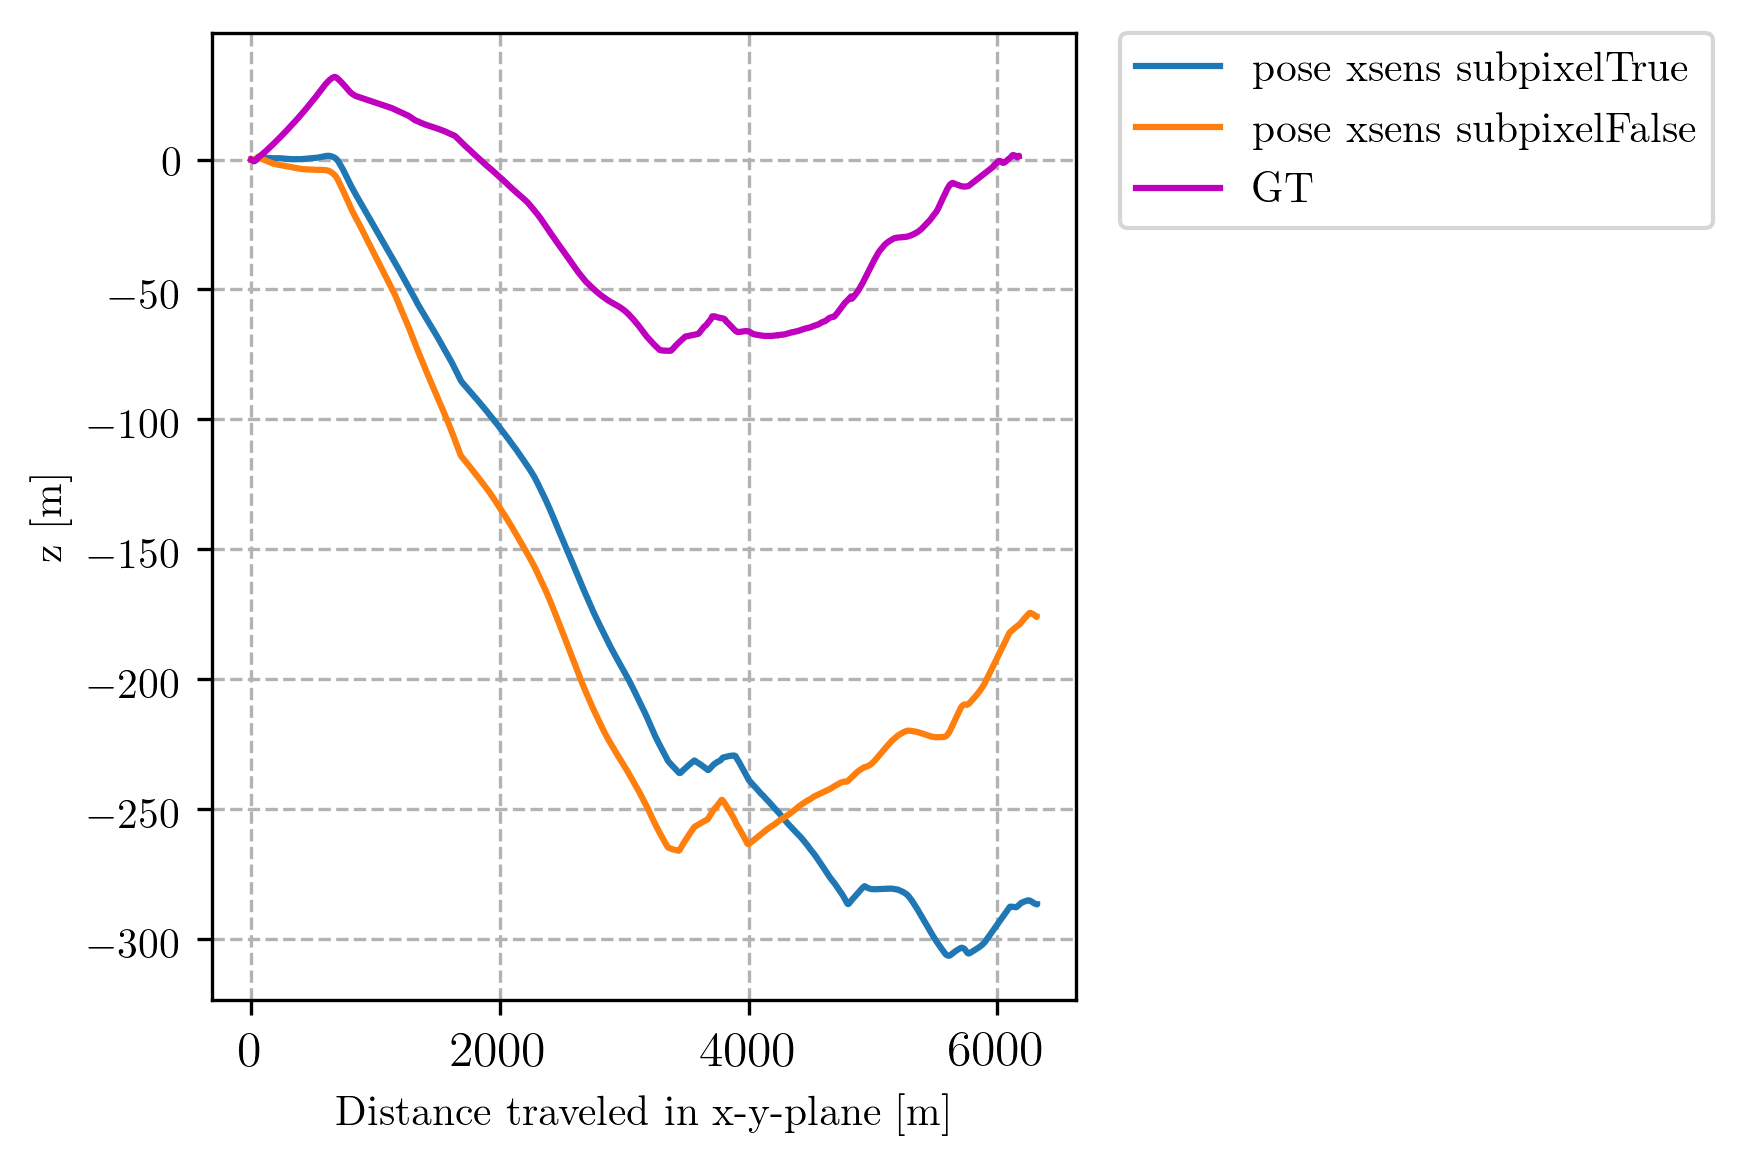 pose xsens subpixelTrue
pose xsens subpixelFalse
GT
0
−50
−100
−150
−200
−250
−300
z [m]
0 2000 4000 6000
Distance traveled in x-y-plane [m]